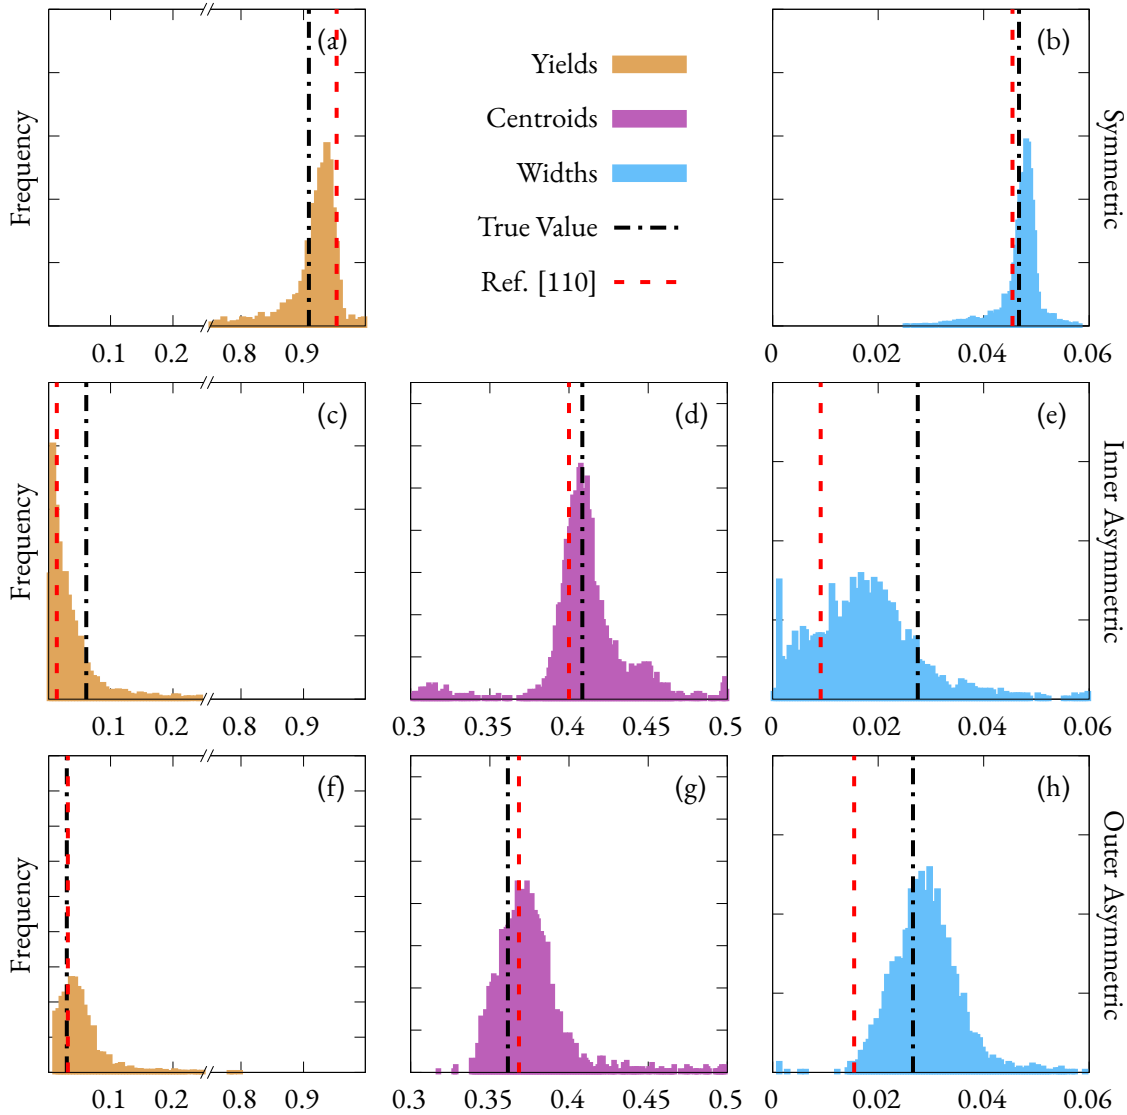 (a)
(b)
Yields
Centroids
Widths
True Value
Ref. [110]
Frequency
Symmetric
0.1 0.2 0.8 0.9
0 0.02 0.04 0.06
(c)
(d)
(e)
Frequency
Inner Asymmetric
0.1 0.2 0.8 0.9
0.3 0.35 0.4 0.45 0.5
0 0.02 0.04 0.06
(f)
(g)
(h)
Frequency
Outer Asymmetric
0.1 0.2 0.8 0.9
0.3 0.35 0.4 0.45 0.5
0 0.02 0.04 0.06